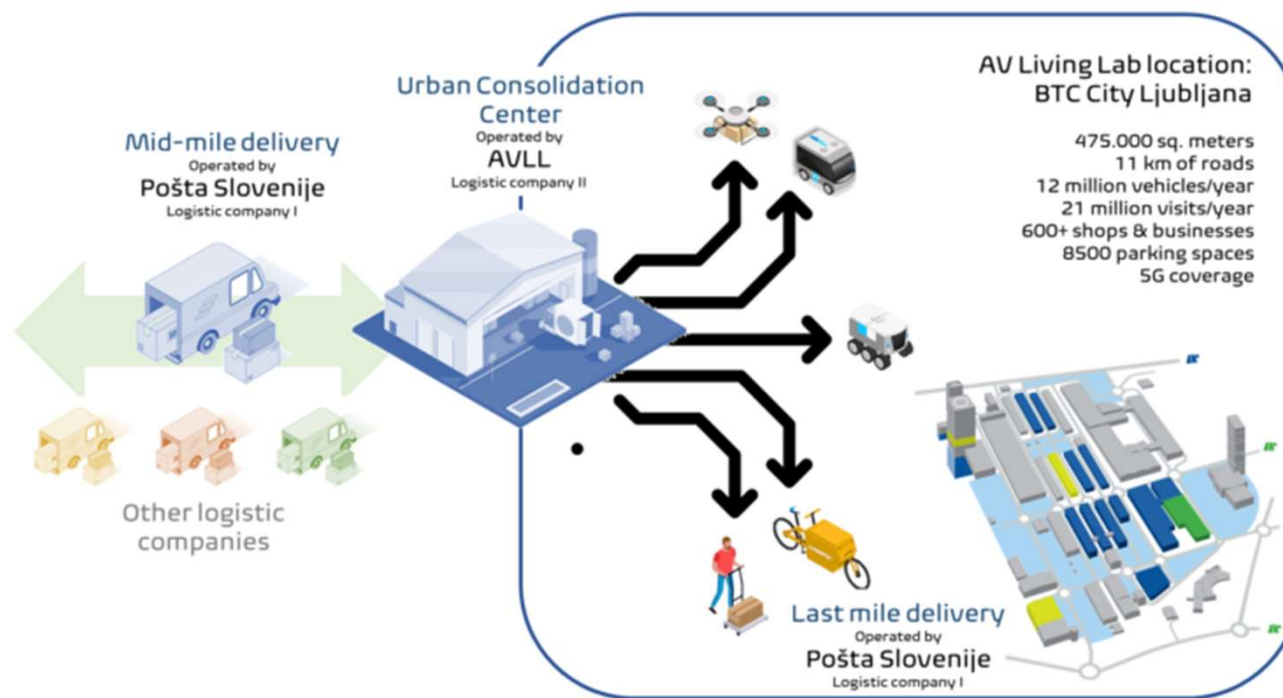 Urban Consolidation
Center
Operated by
AVLL
Logistic company II
Mid-mile delivery
Operated by
Pošta Slovenije
Logistic company I
Other logistic
companies
AV Living Lab location:
BTC City Ljubljana
475.000 sq. meters
11 km of roads
12 million vehicles/year
21 million visits/year
600+ shops & businesses
8500 parking spaces
5G coverage
Last mile delivery
Operated by
Pošta Slovenije
Logistic company I